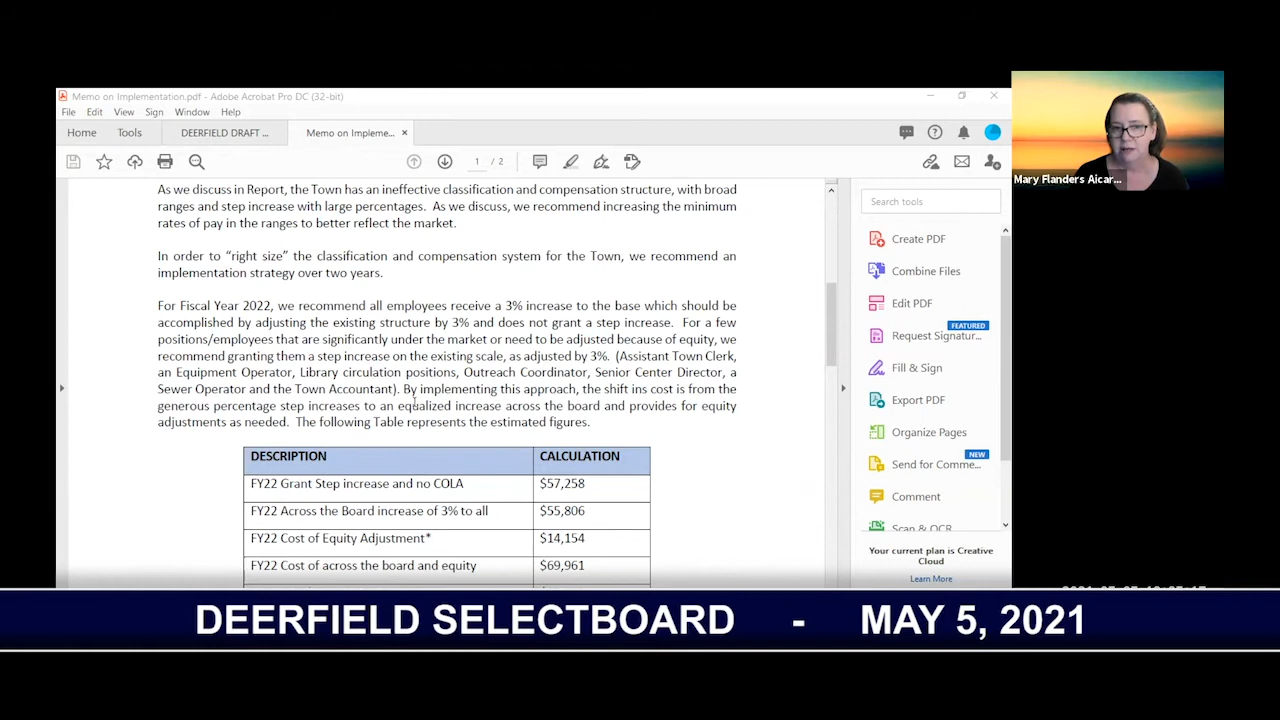 Memo on Implementation.pdf - Adobe Acrobat Pro DC (32-bit)
File Edit View Sign Window Help
Home Tools DEERFIELD DRAFT ... Memo on Impleme... ×
1 / 2
As we discuss in Report, the Town has an ineffective classification and compensation structure, with broad
ranges and step increase with large percentages. As we discuss, we recommend increasing the minimum
rates of pay in the ranges to better reflect the market.
In order to "right size" the classification and compensation system for the Town, we recommend an
implementation strategy over two years.
For Fiscal Year 2022, we recommend all employees receive a 3% increase to the base which should be
accomplished by adjusting the existing structure by 3% and does not grant a step increase. For a few
positions/employees that are significantly under the market or need to be adjusted because of equity, we
recommend granting them a step increase on the existing scale, as adjusted by 3%. (Assistant Town Clerk,
an Equipment Operator, Library circulation positions, Outreach Coordinator, Senior Center Director, a
Sewer Operator and the Town Accountant). By implementing this approach, the shift ins cost is from the
generous percentage step increases to an equalized increase across the board and provides for equity
adjustments as needed. The following Table represents the estimated figures.
DESCRIPTION CALCULATION
FY22 Grant Step increase and no COLA $57,258
FY22 Across the Board increase of 3% to all $55,806
FY22 Cost of Equity Adjustment* $14,154
FY22 Cost of across the board and equity $69,961
Search tools
Create PDF
Combine Files
Edit PDF
FEATURED
Request Signatur...
Fill & Sign
Export PDF
Organize Pages
NEW
Send for Comme...
Comment
Scan & OCR
Your current plan is Creative
Cloud
Learn More
Mary Flanders Aicar...
DEERFIELD SELECTBOARD - MAY 5, 2021